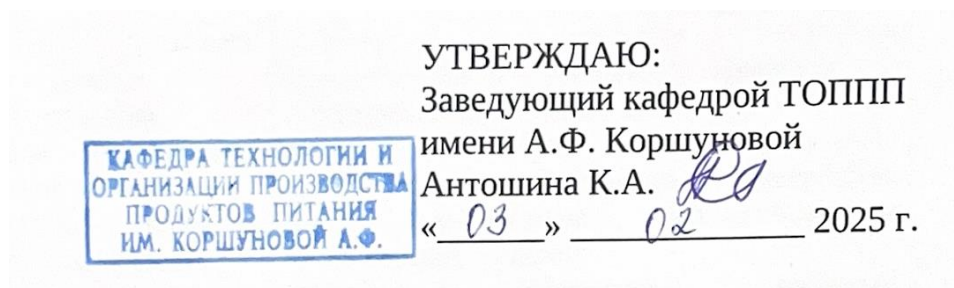 УТВЕРЖДАЮ:
Заведующий кафедрой ТОППП
имени А.Ф. Коршуновой
Антошина К.А.
«03» 02 2025 г.
КАФЕДРА ТЕХНОЛОГИИ И
ОРГАНИЗАЦИИ ПРОИЗВОДСТВА
ПРОДУКТОВ ПИТАНИЯ
ИМ. КОРШУНОВОЙ А.Ф.